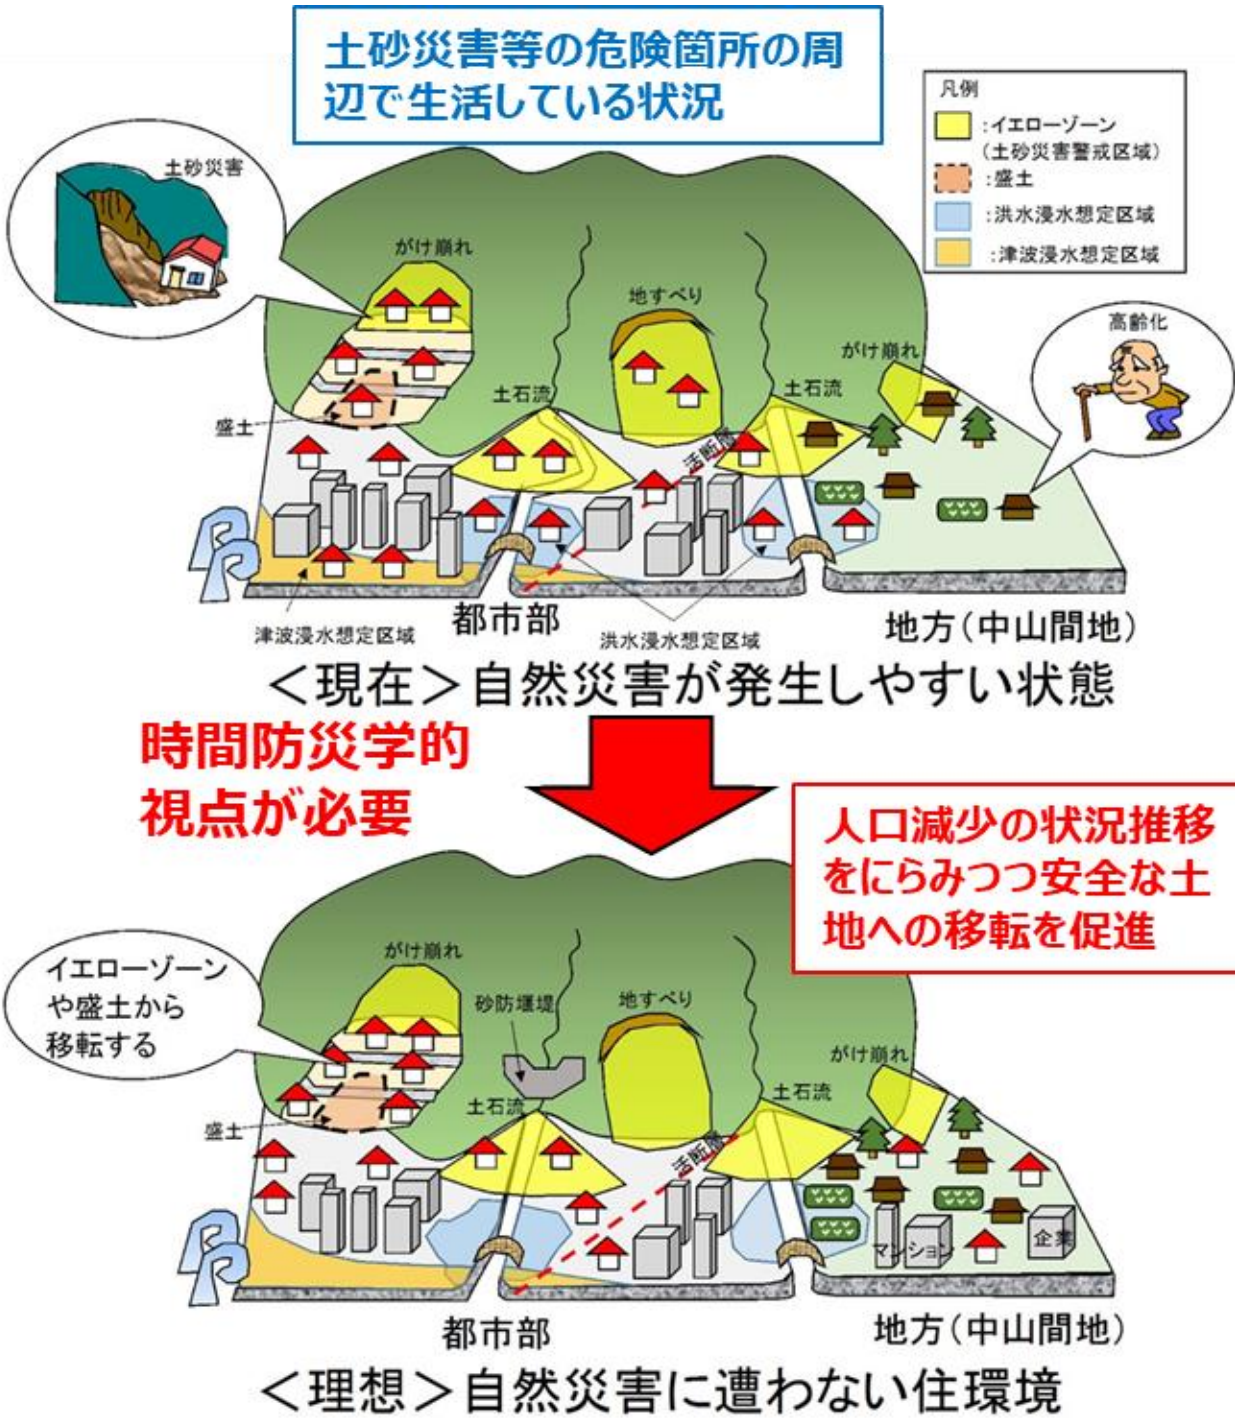 土砂災害等の危険箇所の周
辺で生活している状況
凡例
:イエローゾーン
(土砂災害警戒区域)
:盛土
:洪水浸水想定区域
:津波浸水想定区域
土砂災害
がけ崩れ
地すべり
高齢化
がけ崩れ
土石流
土石流
盛土
活断層
津波浸水想定区域
都市部
洪水浸水想定区域
地方(中山間地)
<現在>自然災害が発生しやすい状態
時間防災学的
視点が必要
人口減少の状況推移
をにらみつつ安全な土
地への移転を促進
イエローゾーン
や盛土から
移転する
がけ崩れ
砂防堰堤
地すべり
がけ崩れ
土石流
土石流
盛土
活断層
マンション
企業
都市部
地方(中山間地)
<理想>自然災害に遭わない住環境